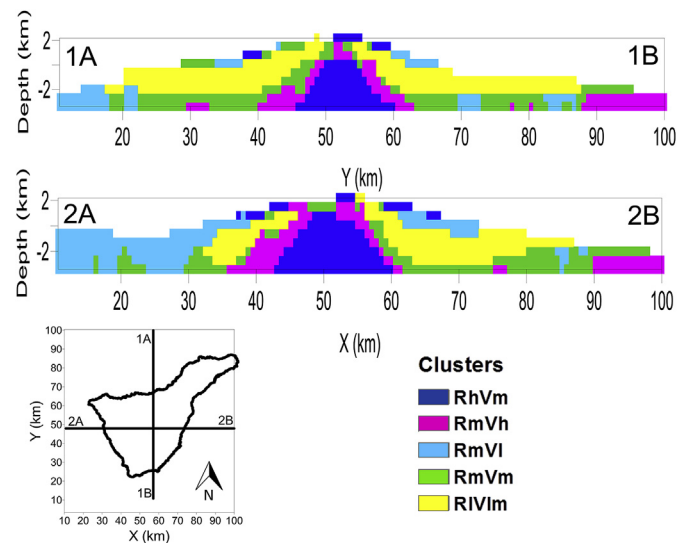 2
Depth (km)
1A
1B
-2
20 30 40 50 60 70 80 90 100
Y (km)
2
Depth (km)
2A
2B
-2
20 30 40 50 60 70 80 90 100
X (km)
100
90
80
70
60
50
40
30
20
10
Y (km)
1A
2A
2B
1B
N
10 20 30 40 50 60 70 80 90 100
X (km)
Clusters
RhVm
RmVh
RmVl
RmVm
RlVlm